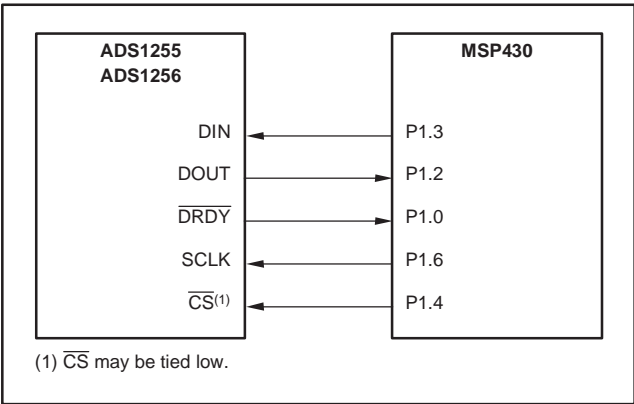 ADS1255 MSP430
ADS1256
DIN P1.3
DOUT P1.2
DRDY P1.0
SCLK P1.6
CS(1) P1.4
(1) CS may be tied low.